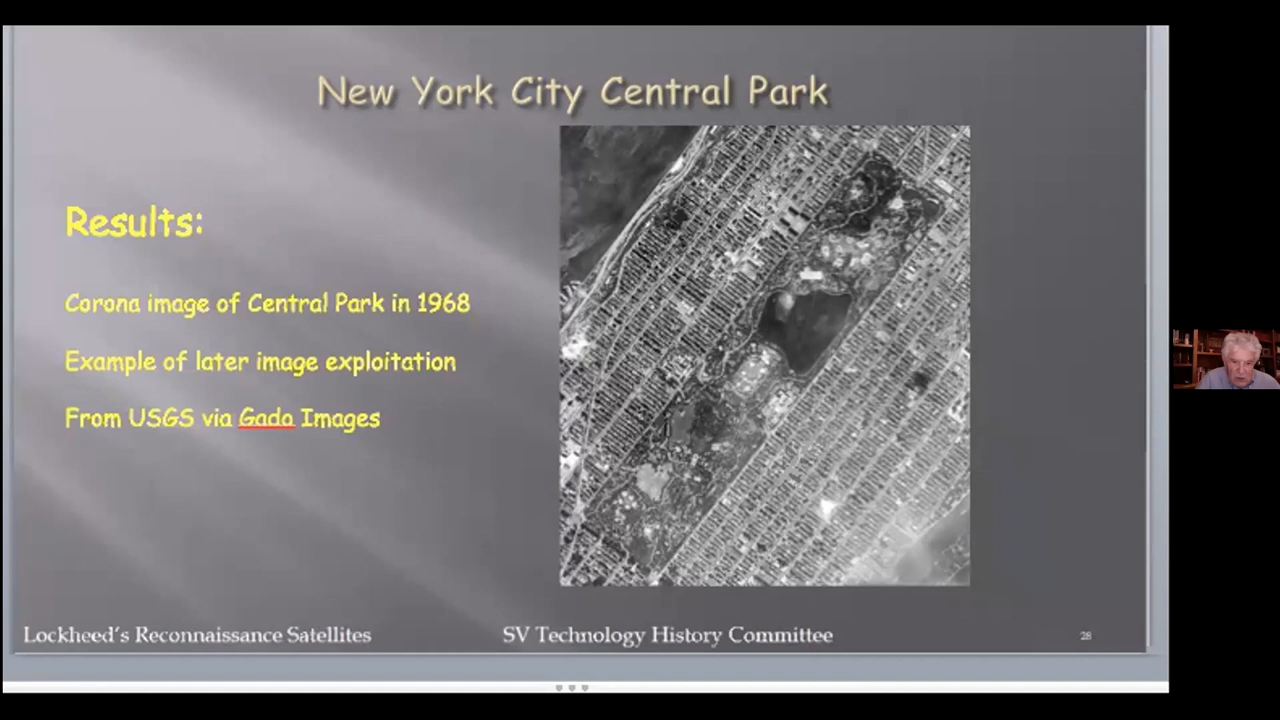 New York City Central Park
Results:
Corona image of Central Park in 1968
Example of later image exploitation
From USGS via Gado Images
Lockheed's Reconnaissance Satellites
SV Technology History Committee
28